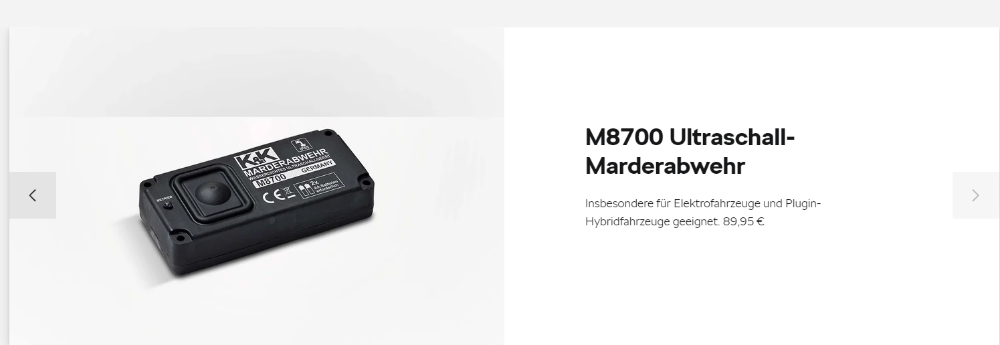 M8700 Ultraschall-
Marderabwehr
Insbesondere für Elektrofahrzeuge und Plugin-
Hybridfahrzeuge geeignet. 89,95 €
K&K
IP65
MARDERABWEHR
WASSERDICHTES ULTRASCHALLGERÄT
M8700 GERMANY
CE
2x
AA Batterien
erforderlich
BETRIEB